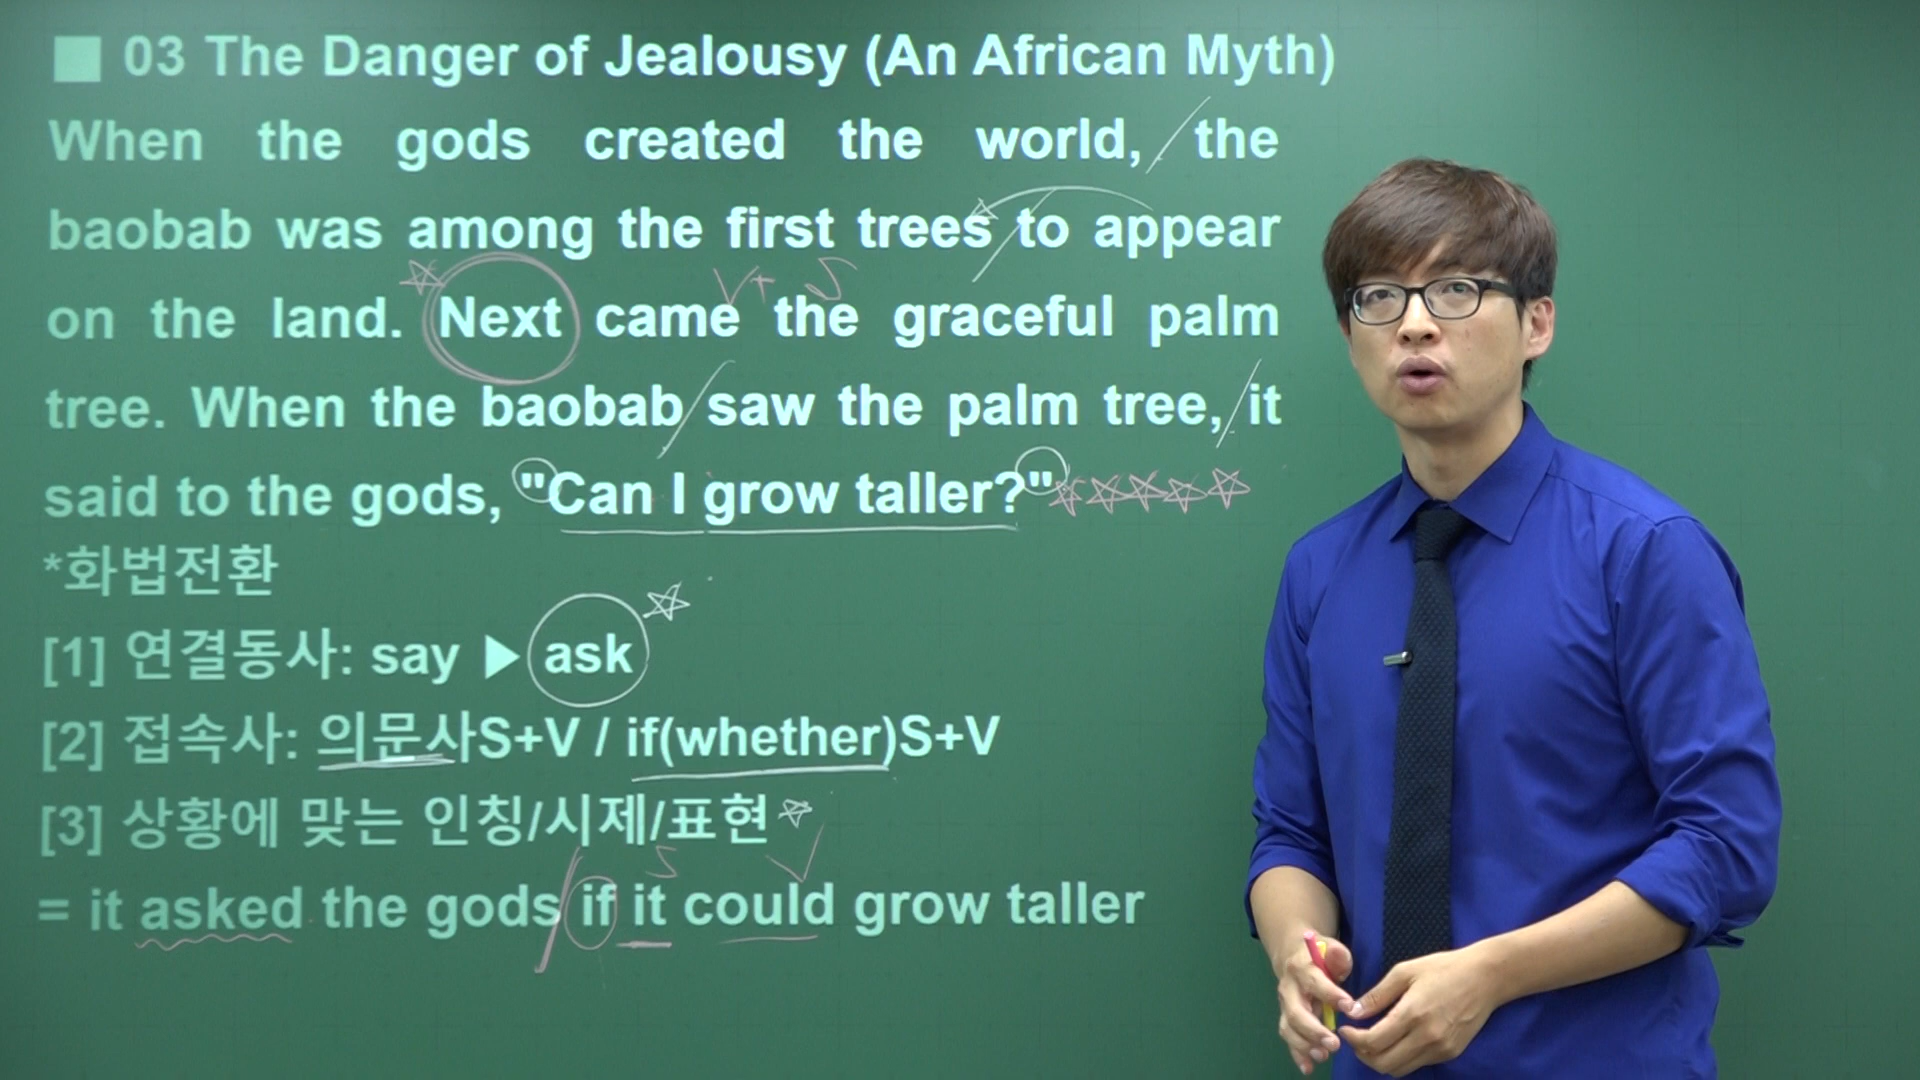 ■ 03 The Danger of Jealousy (An African Myth)
When the gods created the world, the
baobab was among the first trees to appear
on the land. Next came the graceful palm
V+ S
tree. When the baobab saw the palm tree, it
said to the gods, "Can I grow taller?"
*화법전환
[1] 연결동사: say ▶ ask
[2] 접속사: 의문사S+V / if(whether)S+V
[3] 상황에 맞는 인칭/시제/표현
S V
= it asked the gods if it could grow taller